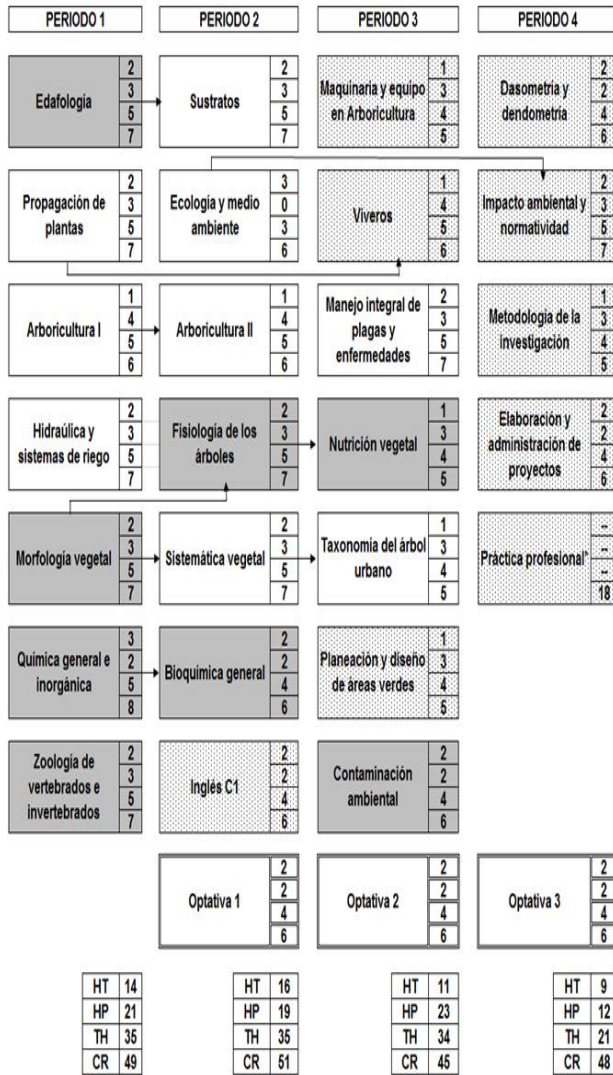 PERIODO 1
PERIODO 2
PERIODO 3
PERIODO 4
Edafología
2
3
5
7
Sustratos
2
3
5
7
Maquinaria y equipo
en Arboricultura
1
3
4
5
Dasometría y
dendometría
2
2
4
6
Propagación de
plantas
2
3
5
7
Ecología y medio
ambiente
3
0
3
6
Viveros
1
4
5
6
Impacto ambiental y
normatividad
2
3
5
7
Arboricultura I
1
4
5
6
Arboricultura II
1
4
5
6
Manejo integral de
plagas y
enfermedades
2
3
5
7
Metodología de la
investigación
1
3
4
5
Hidraúlica y
sistemas de riego
2
3
5
7
Fisiología de los
árboles
2
3
5
7
Nutrición vegetal
1
3
4
5
Elaboración y
administración de
proyectos
2
2
4
6
Morfología vegetal
2
3
5
7
Sistemática vegetal
2
3
5
7
Taxonomía del árbol
urbano
1
3
4
5
Práctica profesional*
--
--
--
18
Química general e
inorgánica
3
2
5
8
Bioquímica general
2
2
4
6
Planeación y diseño
de áreas verdes
1
3
4
5
Zoología de
vertebrados e
invertebrados
2
3
5
7
Inglés C1
2
2
4
6
Contaminación
ambiental
2
2
4
6
Optativa 1
2
2
4
6
Optativa 2
2
2
4
6
Optativa 3
2
2
4
6
HT 14
HP 21
TH 35
CR 49
HT 16
HP 19
TH 35
CR 51
HT 11
HP 23
TH 34
CR 45
HT 9
HP 12
TH 21
CR 48